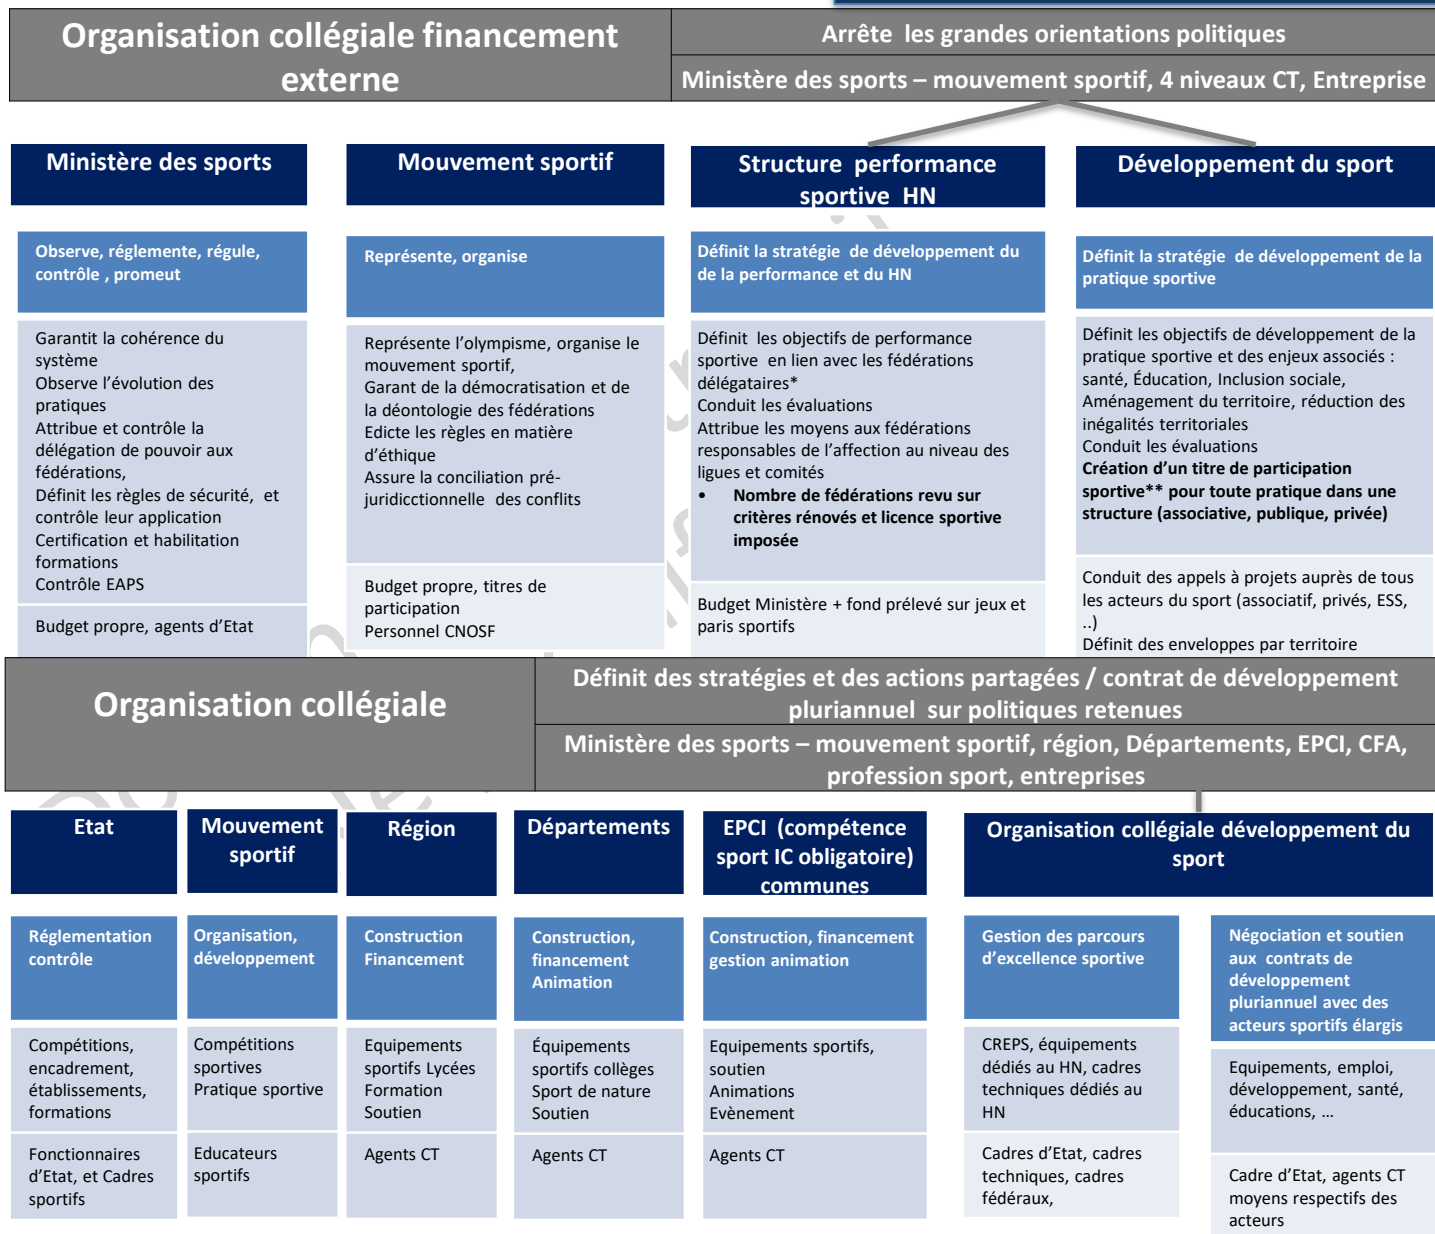 Organisation collégiale financement
externe
Arrête  les grandes orientations politiques
Ministère des sports – mouvement sportif, 4 niveaux CT, Entreprise
Ministère des sports
Observe, réglemente, régule,
contrôle , promeut
Garantit la cohérence du
système
Observe l’évolution des
pratiques
Attribue et contrôle la
délégation de pouvoir aux
fédérations,
Définit les règles de sécurité,  et
contrôle leur application
Certification et habilitation
formations
Contrôle EAPS
Budget propre, agents d’Etat
Mouvement sportif
Représente, organise
Représente l’olympisme, organise le
mouvement sportif,
Garant de la démocratisation et de
la déontologie des fédérations
Edicte les règles en matière
d’éthique
Assure la conciliation pré-
juridicctionnelle  des conflits
Budget propre, titres de
participation
Personnel CNOSF
Structure  performance
sportive  HN
Définit la stratégie  de développement du
de la performance et du HN
Définit  les objectifs de performance
sportive  en lien avec les fédérations
délégataires*
Conduit les évaluations
Attribue les moyens aux fédérations
responsables de l’affection au niveau des
ligues et comités
• Nombre de fédérations revu sur
critères rénovés et licence sportive
imposée
Budget Ministère + fond prélevé sur jeux et
paris sportifs
Développement du sport
Définit la stratégie  de développement de la
pratique sportive
Définit les objectifs de développement de la
pratique sportive et des enjeux associés :
santé, Éducation, Inclusion sociale,
Aménagement du territoire, réduction des
inégalités territoriales
Conduit les évaluations
Création d’un titre de participation
sportive** pour toute pratique dans une
structure (associative, publique, privée)
Conduit des appels à projets auprès de tous
les acteurs du sport (associatif, privés, ESS,
..)
Définit des enveloppes par territoire
Organisation collégiale
Définit des stratégies et des actions partagées / contrat de développement
pluriannuel  sur politiques retenues
Ministère des sports – mouvement sportif, région, Départements, EPCI, CFA,
profession sport, entreprises
Etat
Réglementation
contrôle
Compétitions,
encadrement,
établissements,
formations
Fonctionnaires
d’Etat, et Cadres
sportifs
Mouvement
sportif
Organisation,
développement
Compétitions
sportives
Pratique sportive
Educateurs
sportifs
Région
Construction
Financement
Equipements
sportifs Lycées
Formation
Soutien
Agents CT
Départements
Construction,
financement
Animation
Équipements
sportifs collèges
Sport de nature
Soutien
Agents CT
EPCI  (compétence
sport IC obligatoire)
communes
Construction, financement
gestion animation
Equipements sportifs,
soutien
Animations
Evènement
Agents CT
Organisation collégiale développement du
sport
Gestion des parcours
d’excellence sportive
CREPS, équipements
dédiés au HN, cadres
techniques dédiés au
HN
Cadres d’Etat, cadres
techniques, cadres
fédéraux,
Négociation et soutien
aux  contrats de
développement
pluriannuel avec des
acteurs sportifs élargis
Equipements, emploi,
développement, santé,
éducations, …
Cadre d’Etat, agents CT
moyens respectifs des
acteurs